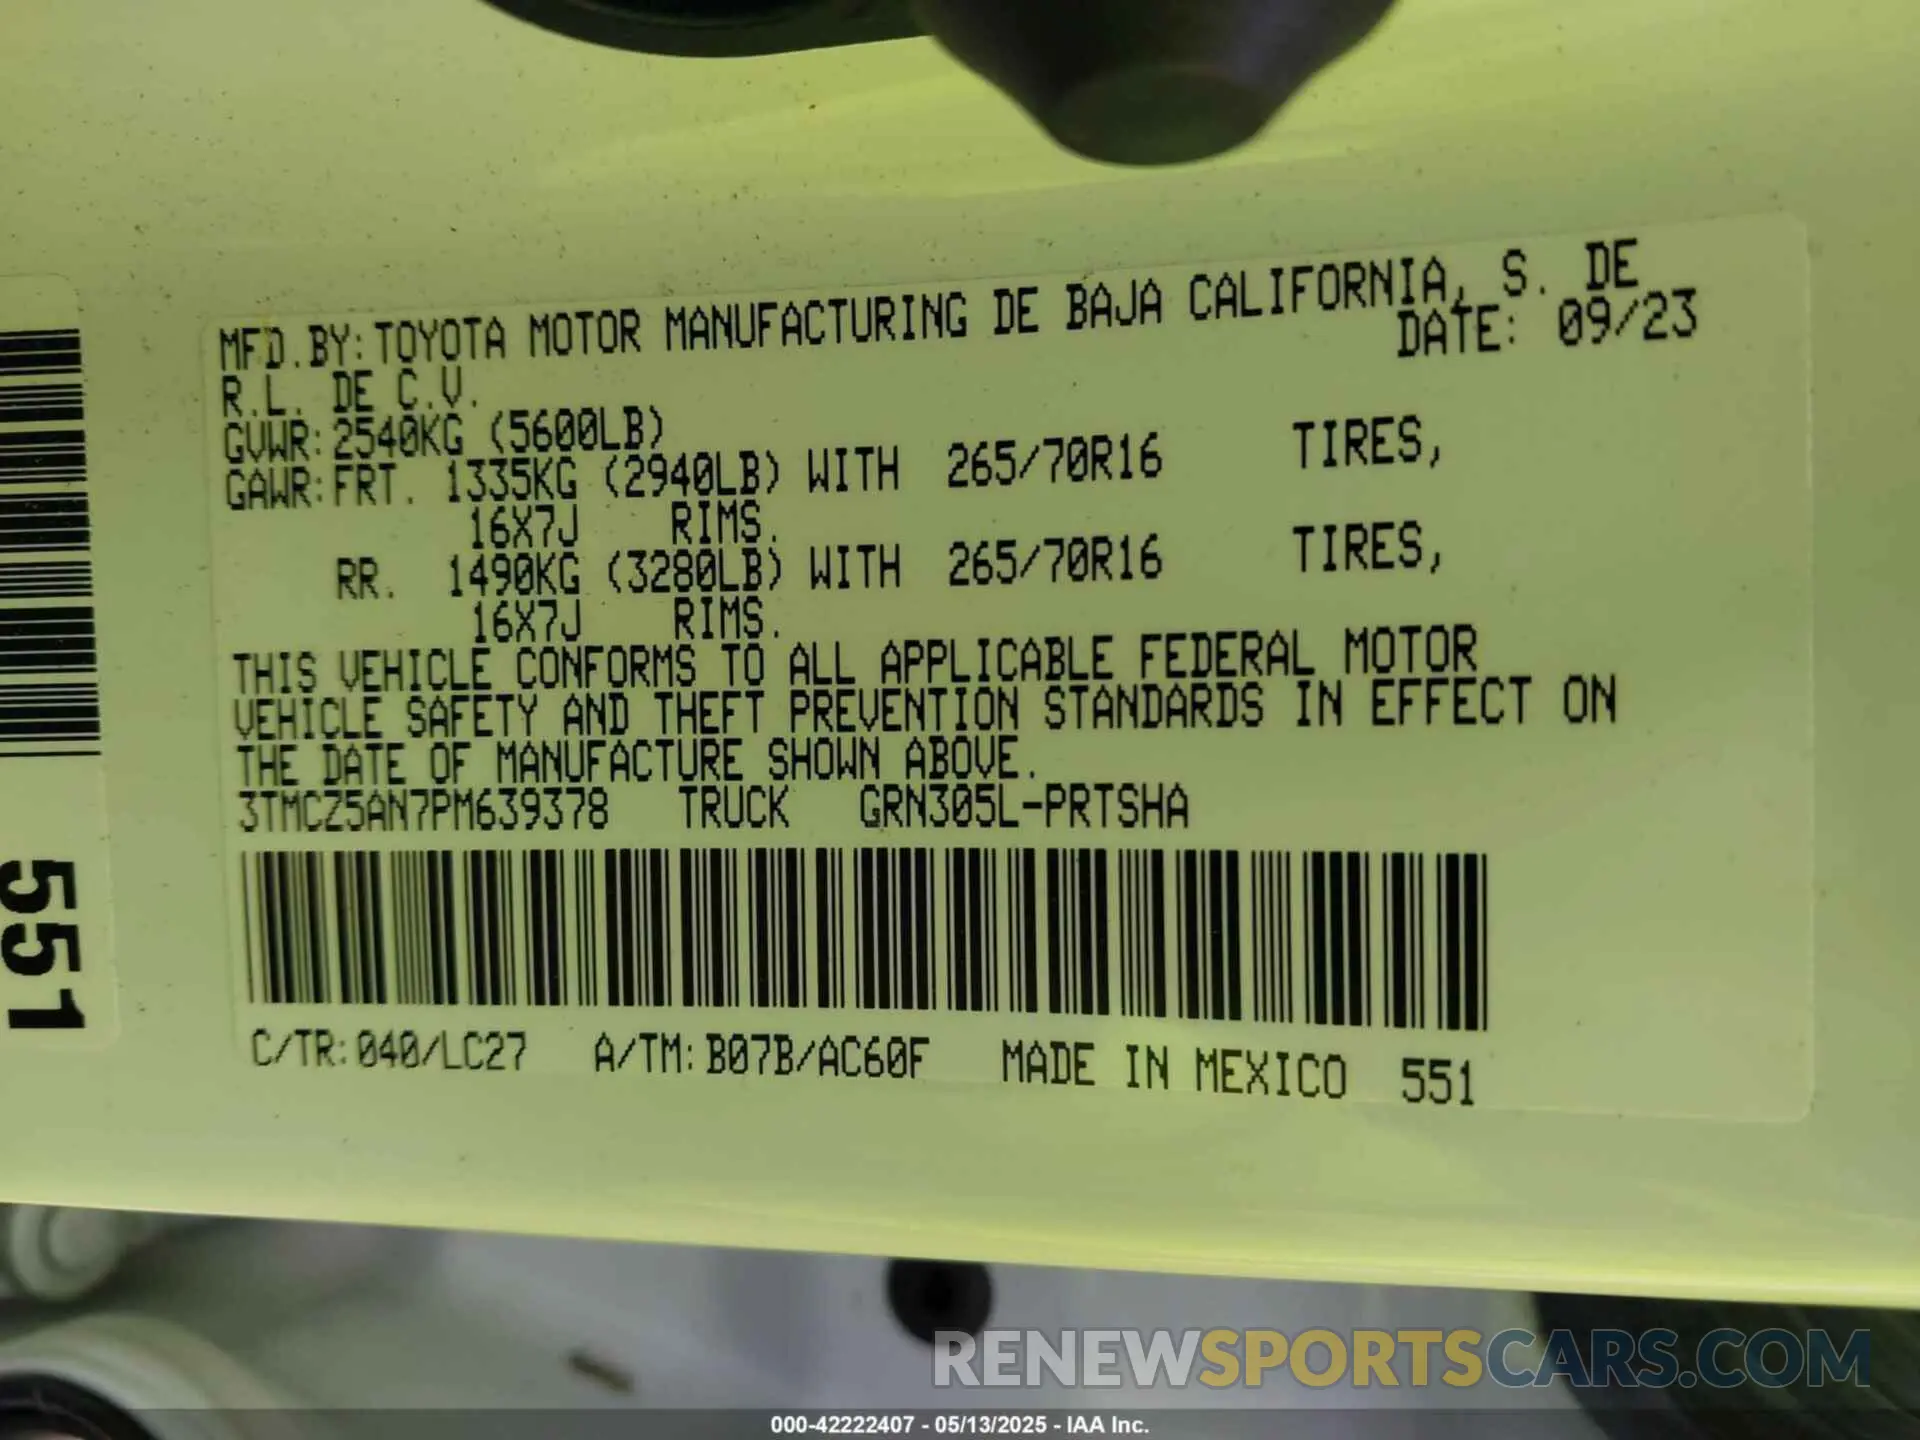 MFD.BY:TOYOTA MOTOR MANUFACTURING DE BAJA CALIFORNIA, S. DE
R.L. DE C.V. DATE: 09/23
GVWR:2540KG (5600LB)
GAWR:FRT. 1335KG (2940LB) WITH 265/70R16 TIRES,
16X7J RIMS.
RR. 1490KG (3280LB) WITH 265/70R16 TIRES,
16X7J RIMS.
THIS VEHICLE CONFORMS TO ALL APPLICABLE FEDERAL MOTOR
VEHICLE SAFETY AND THEFT PREVENTION STANDARDS IN EFFECT ON
THE DATE OF MANUFACTURE SHOWN ABOVE.
3TMCZ5AN7PM639378 TRUCK GRN305L-PRTSHA
C/TR:040/LC27 A/TM:B07B/AC60F MADE IN MEXICO 551
551
RENEWSPORTSCARS.COM
000-42222407 - 05/13/2025 - IAA Inc.